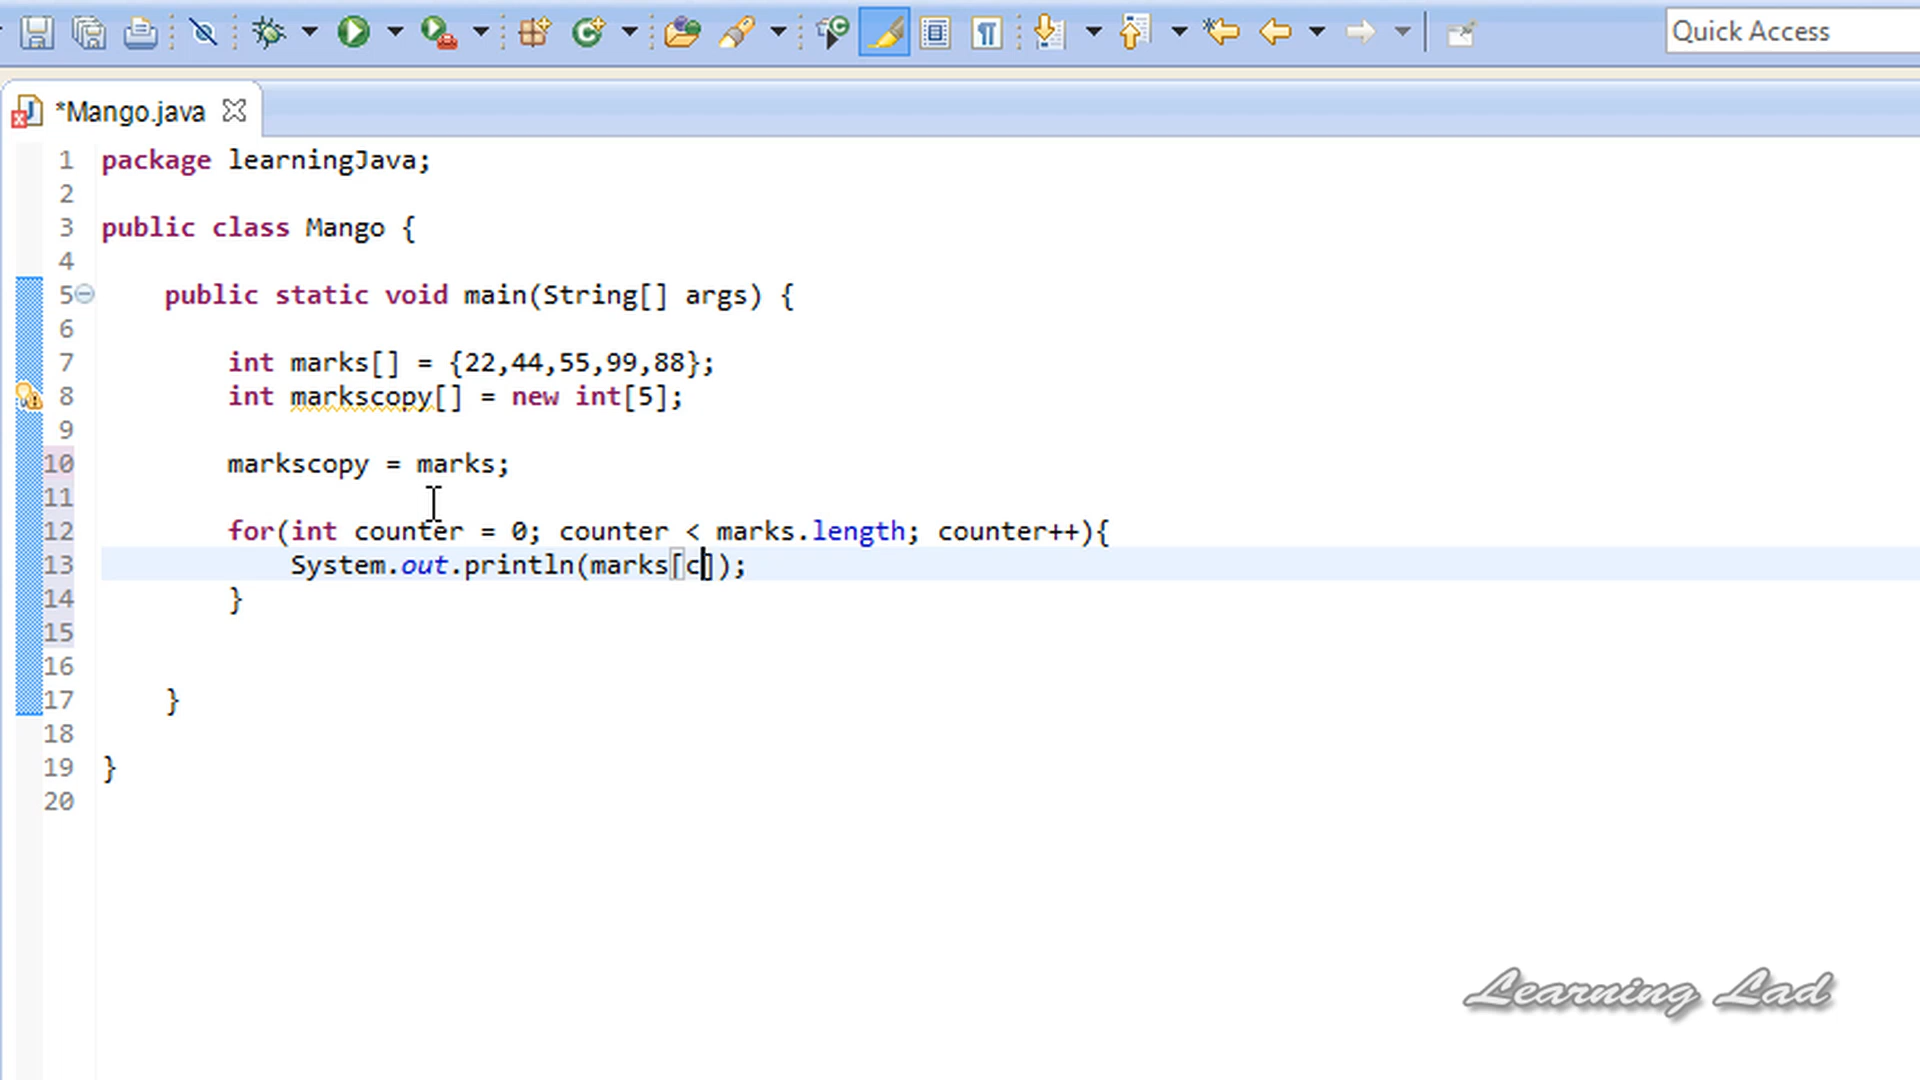 Quick Access
*Mango.java
1 package learningJava;
2
3 public class Mango {
4
5 public static void main(String[] args) {
6
7 int marks[] = {22,44,55,99,88};
8 int markscopy[] = new int[5];
9
10 markscopy = marks;
11
12 for(int counter = 0; counter < marks.length; counter++){
13 System.out.println(marks[c]);
14 }
15
16
17 }
18
19 }
20
Learning Lad